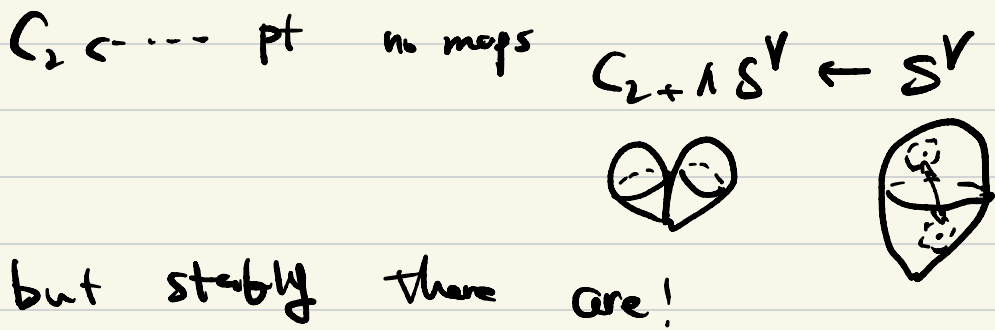 C₂ ⇠ pt no maps
C₂₊ ∧ S^V ← S^V
but stably there are!